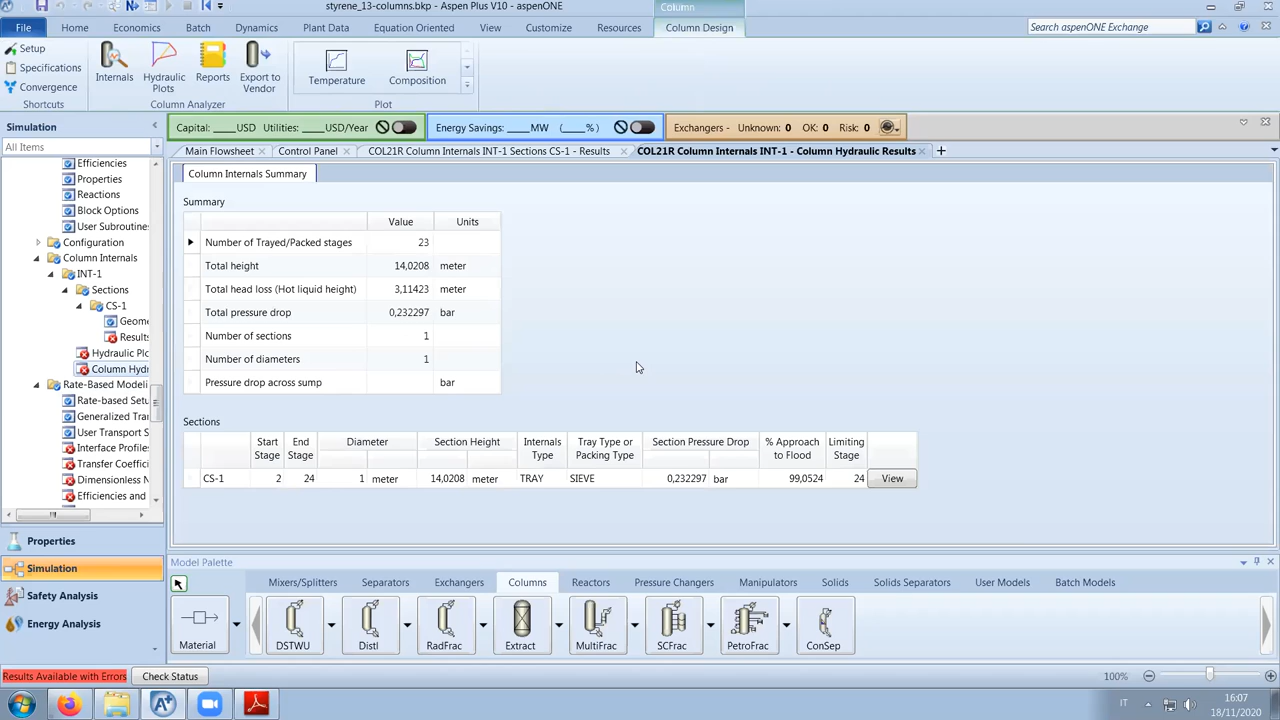 styrene_13-columns.bkp - Aspen Plus V10 - aspenONE
Column
File Home Economics Batch Dynamics Plant Data Equation Oriented View Customize Resources Column Design Search aspenONE Exchange
Setup
Specifications
Convergence
Shortcuts
Internals
Hydraulic Plots
Reports
Export to Vendor
Column Analyzer
Temperature
Composition
Plot
Simulation
All Items
Capital: ____USD Utilities: ____USD/Year
Energy Savings: ____MW (____%)
Exchangers - Unknown: 0 OK: 0 Risk: 0
Main Flowsheet
Control Panel
COL21R Column Internals INT-1 Sections CS-1 - Results
COL21R Column Internals INT-1 - Column Hydraulic Results
Efficiencies
Properties
Reactions
Block Options
User Subroutine
Configuration
Column Internals
INT-1
Sections
CS-1
Geome
Results
Hydraulic Plo
Column Hydr
Rate-Based Modeli
Rate-based Setu
Generalized Tra
User Transport S
Interface Profiles
Transfer Coeffici
Dimensionless N
Efficiencies and
Properties
Simulation
Safety Analysis
Energy Analysis
Column Internals Summary
Summary
Value Units
Number of Trayed/Packed stages 23
Total height 14,0208 meter
Total head loss (Hot liquid height) 3,11423 meter
Total pressure drop 0,232297 bar
Number of sections 1
Number of diameters 1
Pressure drop across sump bar
Sections
Start Stage
End Stage
Diameter
Section Height
Internals Type
Tray Type or Packing Type
Section Pressure Drop
% Approach to Flood
Limiting Stage
CS-1 2 24 1 meter 14,0208 meter TRAY SIEVE 0,232297 bar 99,0524 24 View
Model Palette
Mixers/Splitters Separators Exchangers Columns Reactors Pressure Changers Manipulators Solids Solids Separators User Models Batch Models
Material DSTWU Distl RadFrac Extract MultiFrac SCFrac PetroFrac ConSep
Results Available with Errors Check Status 100%
IT
16:07
18/11/2020